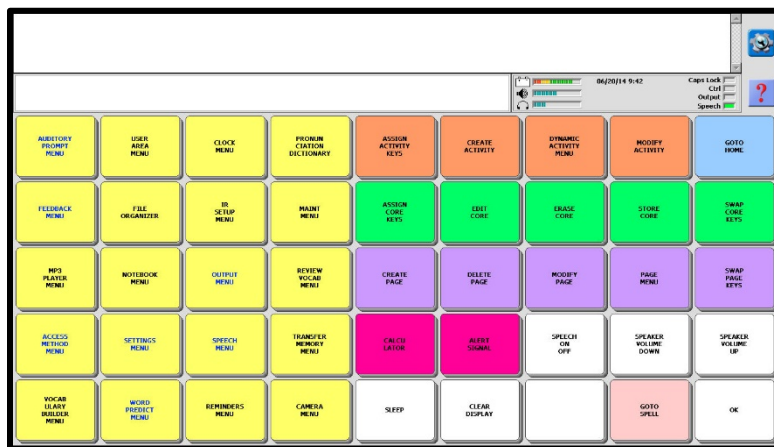 06/20/14 9:42
Caps Lock
Ctrl
Output
Speech
?
AUDITORY
PROMPT
MENU
USER
AREA
MENU
CLOCK
MENU
PRONUN
CIATION
DICTIONARY
ASSIGN
ACTIVITY
KEYS
CREATE
ACTIVITY
DYNAMIC
ACTIVITY
MENU
MODIFY
ACTIVITY
GOTO
HOME
FEEDBACK
MENU
FILE
ORGANIZER
IR
SETUP
MENU
MAINT
MENU
ASSIGN
CORE
KEYS
EDIT
CORE
ERASE
CORE
STORE
CORE
SWAP
CORE
KEYS
MP3
PLAYER
MENU
NOTEBOOK
MENU
OUTPUT
MENU
REVIEW
VOCAB
MENU
CREATE
PAGE
DELETE
PAGE
MODIFY
PAGE
PAGE
MENU
SWAP
PAGE
KEYS
ACCESS
METHOD
MENU
SETTINGS
MENU
SPEECH
MENU
TRANSFER
MEMORY
MENU
CALCU
LATOR
ALERT
SIGNAL
SPEECH
ON
OFF
SPEAKER
VOLUME
DOWN
SPEAKER
VOLUME
UP
VOCAB
ULARY
BUILDER
MENU
WORD
PREDICT
MENU
REMINDERS
MENU
CAMERA
MENU
SLEEP
CLEAR
DISPLAY
GOTO
SPELL
OK